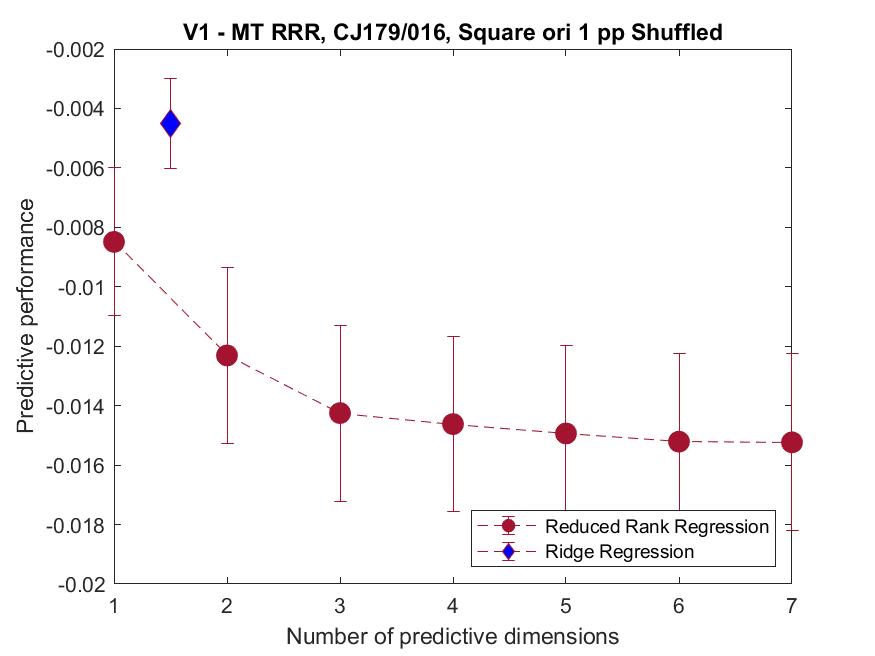 V1 - MT RRR, CJ179/016, Square ori 1 pp Shuffled
-0.002
-0.004
-0.006
-0.008
-0.01
-0.012
-0.014
-0.016
-0.018
-0.02
Predictive performance
Reduced Rank Regression
Ridge Regression
1 2 3 4 5 6 7
Number of predictive dimensions